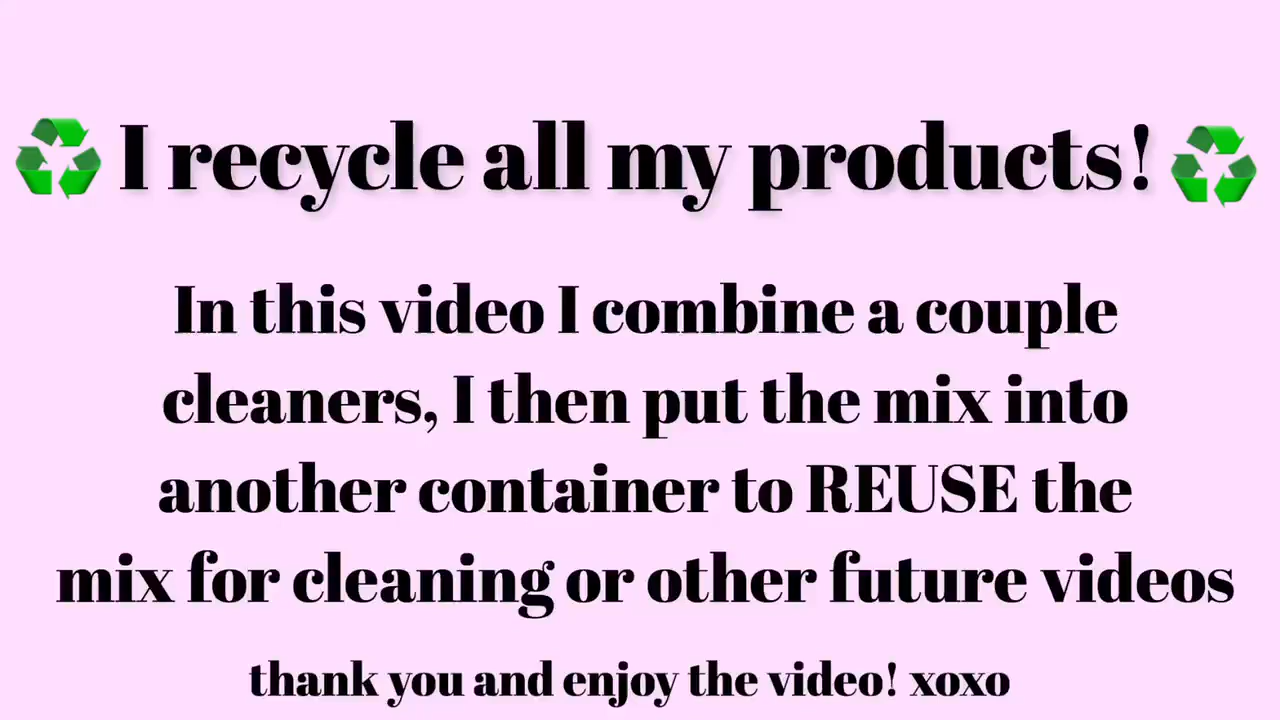 ♻️ I recycle all my products! ♻️
In this video I combine a couple
cleaners, I then put the mix into
another container to REUSE the
mix for cleaning or other future videos
thank you and enjoy the video! xoxo